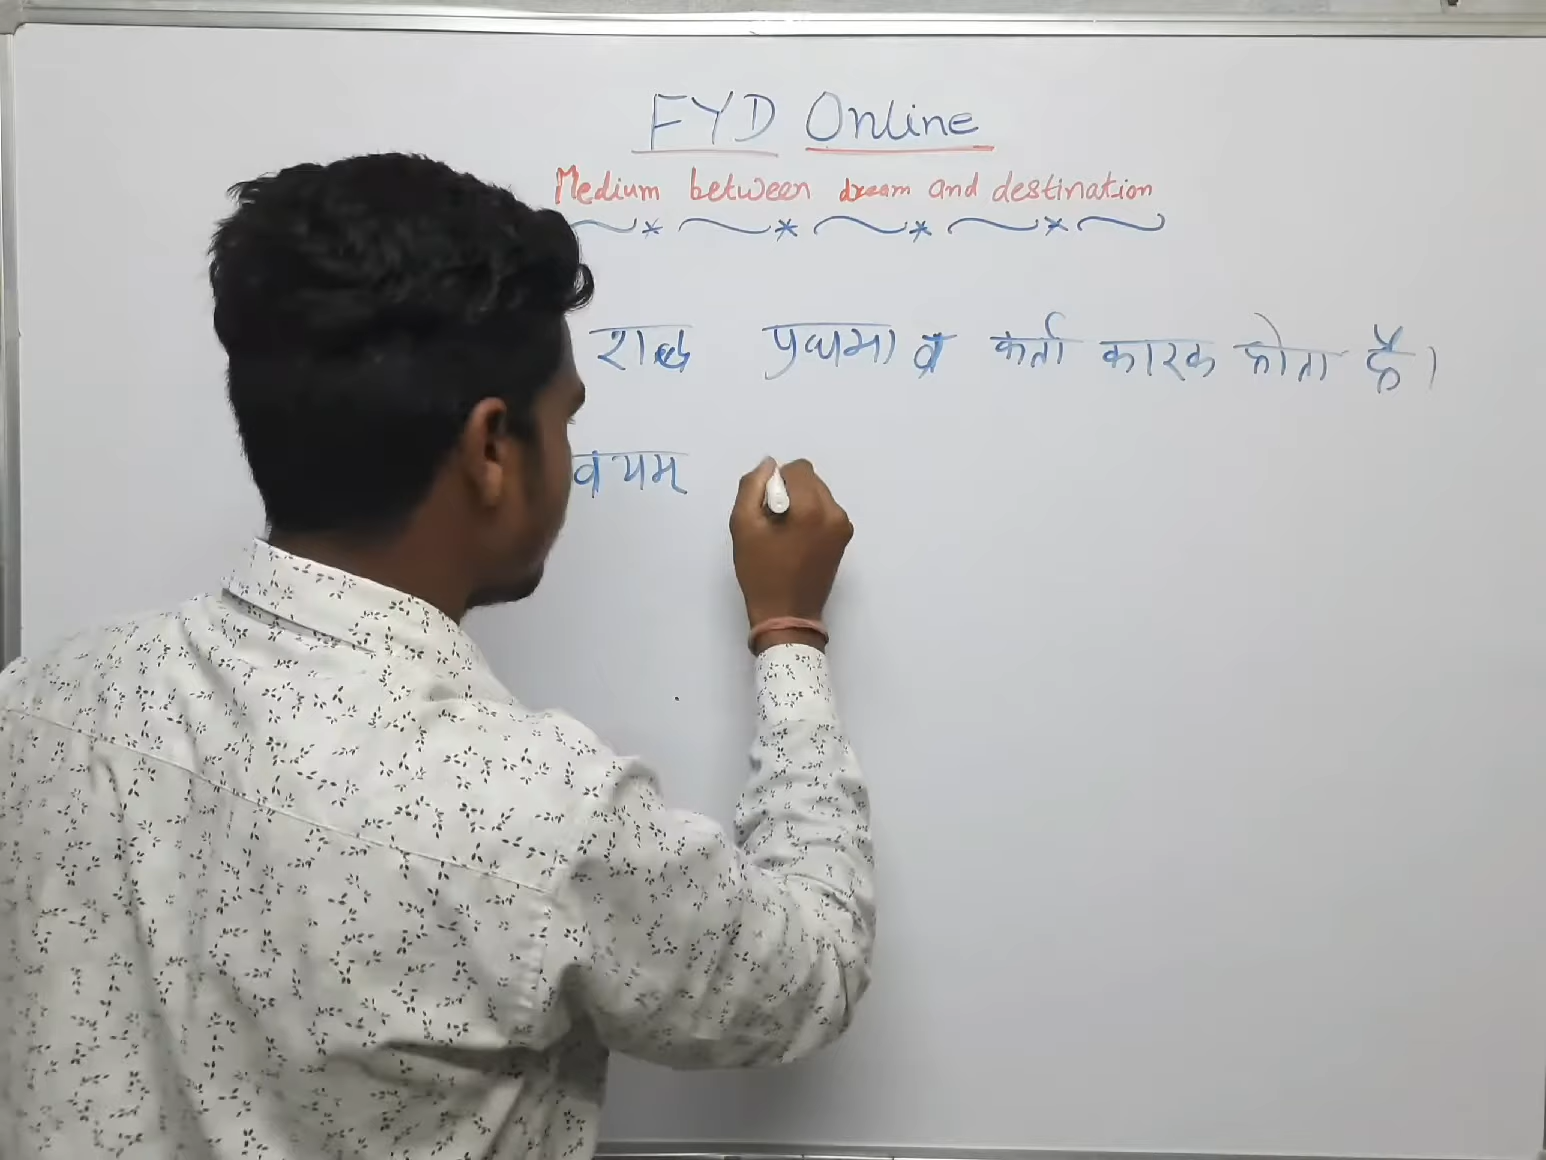 FYD Online
Medium between dream and destination
शब्द प्रथमा व कर्ता कारक होता है।
वयम्